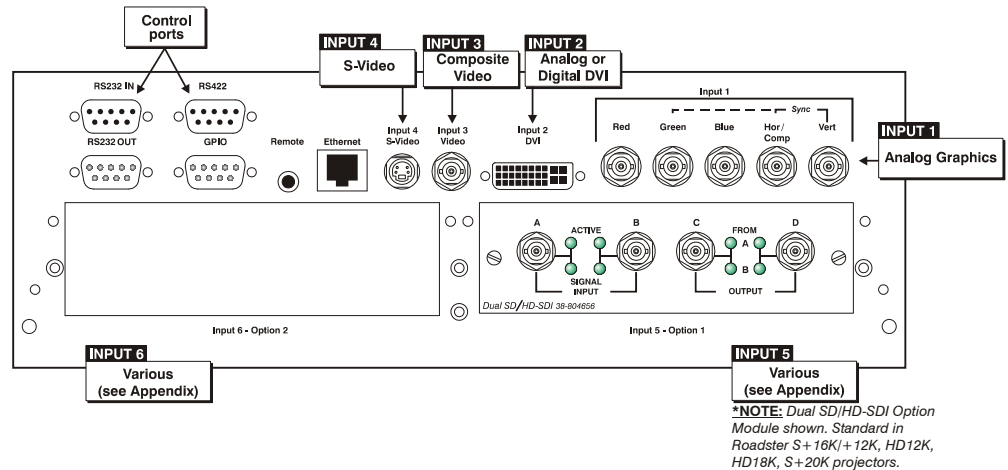 Control
ports
INPUT 4
S-Video
INPUT 3
Composite
Video
INPUT 2
Analog or
Digital DVI
RS232 IN
RS422
RS232 OUT
GPIO
Remote
Ethernet
Input 4
S-Video
Input 3
Video
Input 2
DVI
Input 1
Sync
Red
Green
Blue
Hor/
Comp
Vert
INPUT 1
Analog Graphics
A
ACTIVE
B
SIGNAL
INPUT
C
FROM
A
B
D
OUTPUT
Dual SD/HD-SDI 38-804656
Input 6 - Option 2
Input 5 - Option 1
INPUT 6
Various
(see Appendix)
INPUT 5
Various
(see Appendix)
*NOTE: Dual SD/HD-SDI Option
Module shown. Standard in
Roadster S+16K/+12K, HD12K,
HD18K, S+20K projectors.